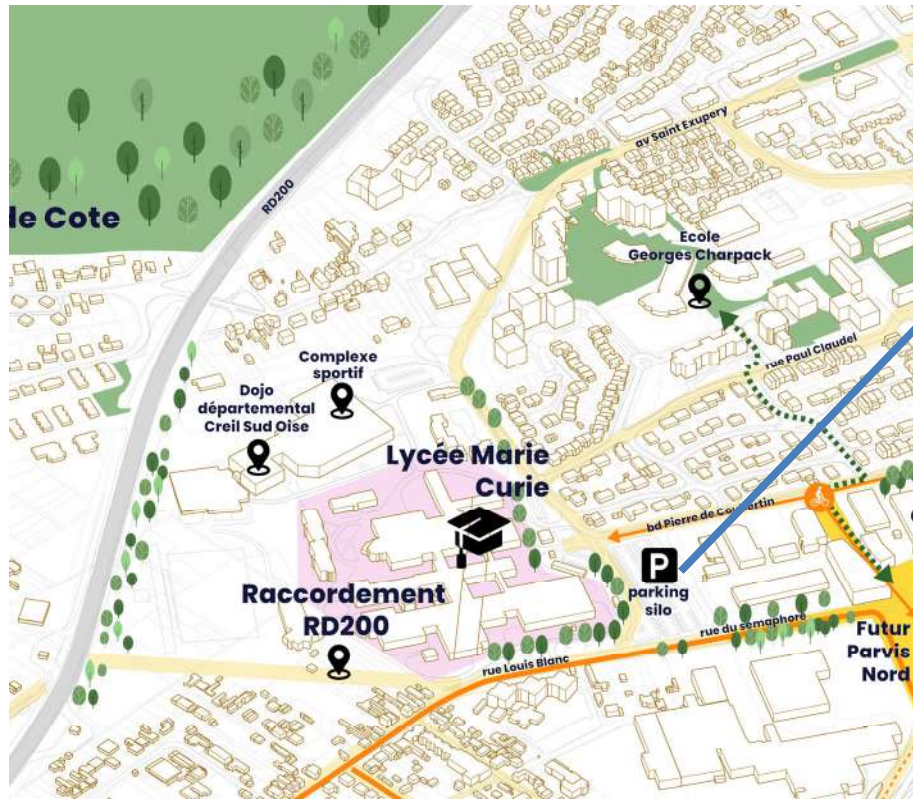 av Saint Exupery
RD200
de Cote
Ecole
Georges Charpack
rue Paul Claudel
Complexe
sportif
Dojo
départemental
Creil Sud Oise
Lycée Marie
Curie
bd Pierre de Coubertin
P
parking
silo
Raccordement
RD200
rue du semaphore
rue Louis Blanc
Futur
Parvis
Nord